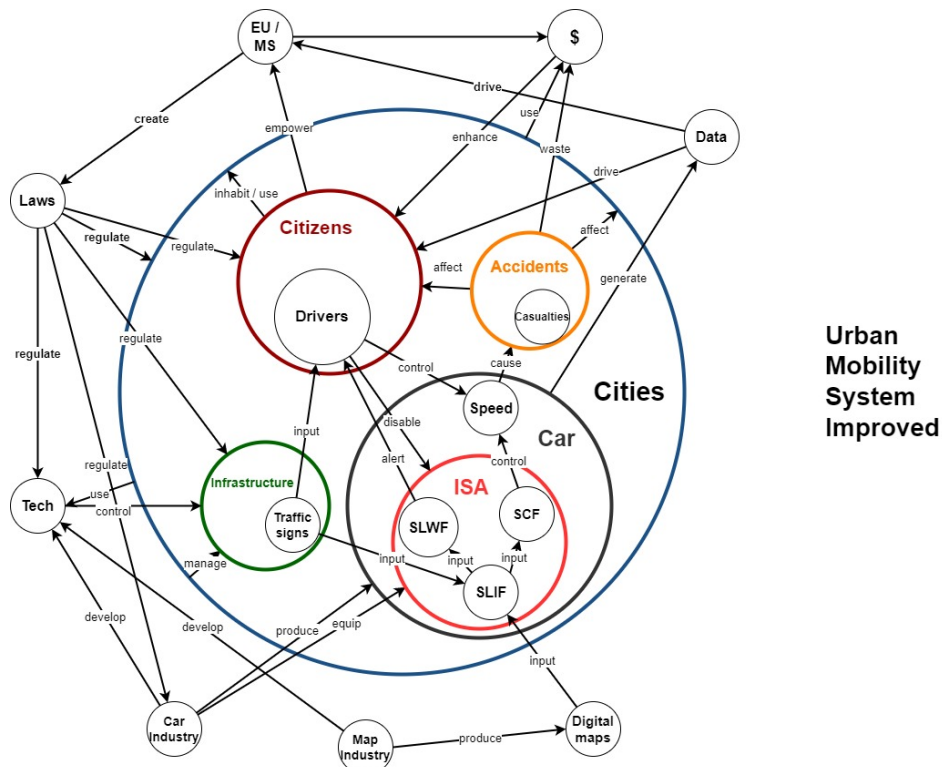 EU /
MS
$
drive
create
empower
use
enhance
waste
Data
drive
inhabit / use
Laws
Citizens
regulate
regulate
affect
Accidents
affect
generate
Drivers
Casualties
regulate
regulate
control
cause
Speed
Cities
Urban
Mobility
System
Improved
input
disable
Car
alert
control
regulate
Infrastructure
ISA
use
Tech
control
Traffic
signs
SLWF
SCF
manage
input
input
input
SLIF
develop
develop
produce
equip
input
Car
Industry
Map
Industry
produce
Digital
maps